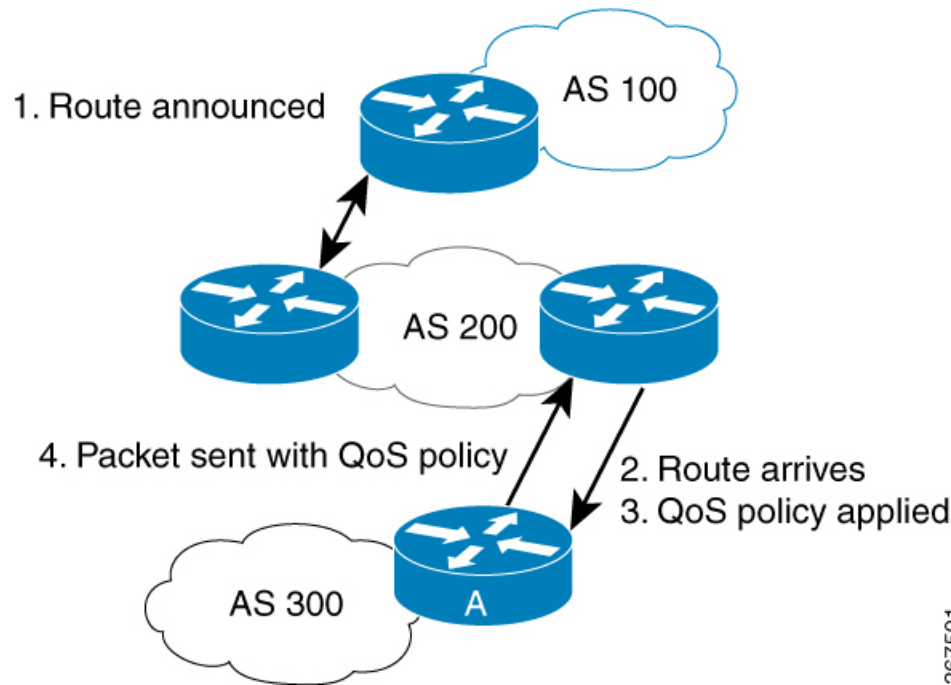 1. Route announced
AS 100
AS 200
4. Packet sent with QoS policy
2. Route arrives
3. QoS policy applied
AS 300
A